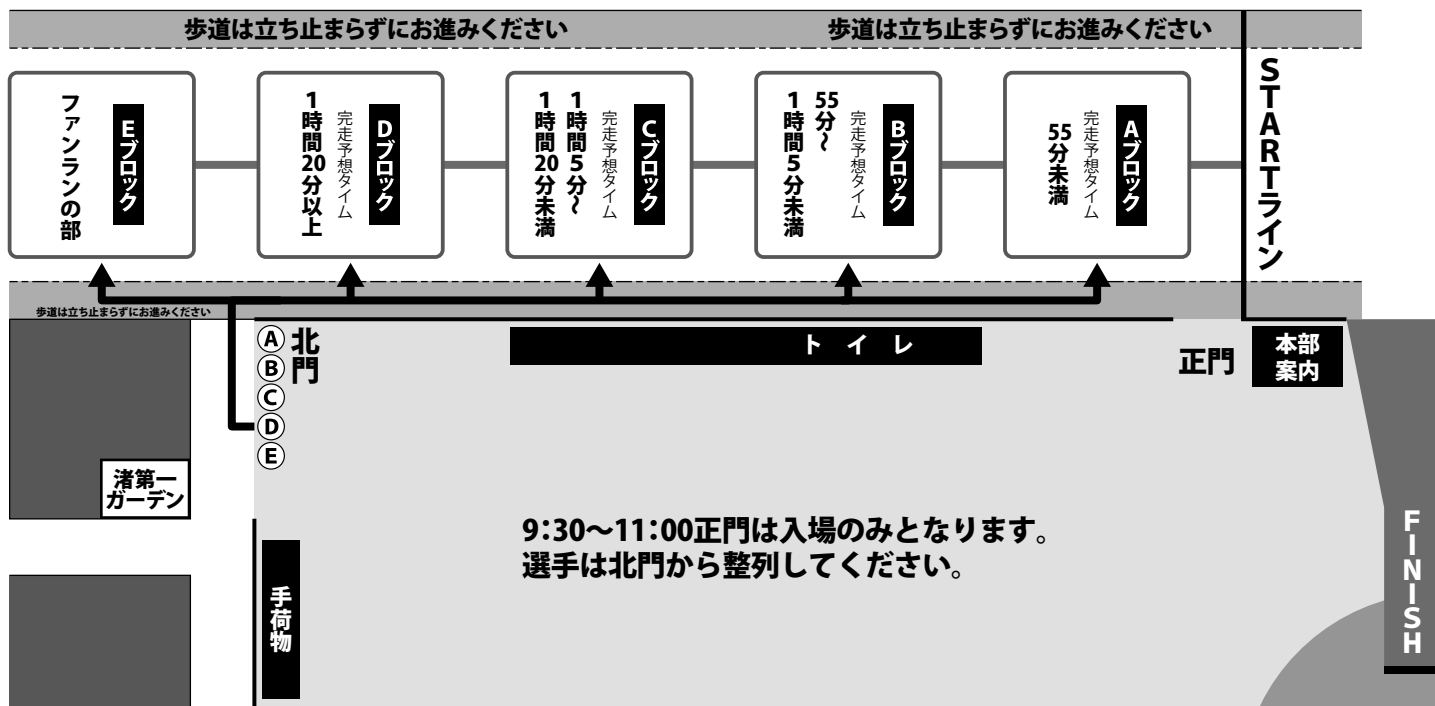 歩道は立ち止まらずにお進みください
歩道は立ち止まらずにお進みください
STARTライン
Aブロック
完走予想タイム
55分未満
Bブロック
完走予想タイム
55分〜
1時間5分未満
Cブロック
完走予想タイム
1時間5分〜
1時間20分未満
Dブロック
完走予想タイム
1時間20分以上
Eブロック
ファンランの部
歩道は立ち止まらずにお進みください
北門
A
B
C
D
E
トイレ
正門
本部
案内
渚第一
ガーデン
9:30〜11:00正門は入場のみとなります。
選手は北門から整列してください。
手荷物
FINISH